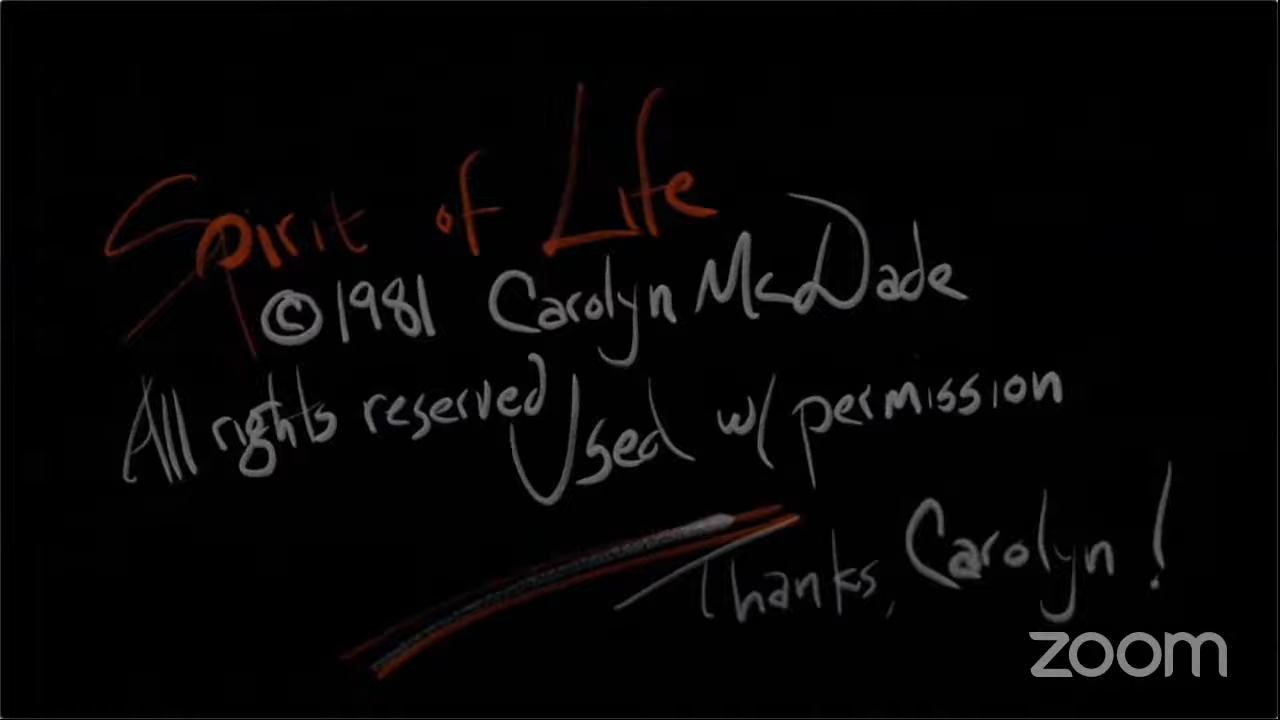 Spirit of Life
©1981 Carolyn McDade
All rights reserved
Used w/ permission
Thanks, Carolyn!
zoom